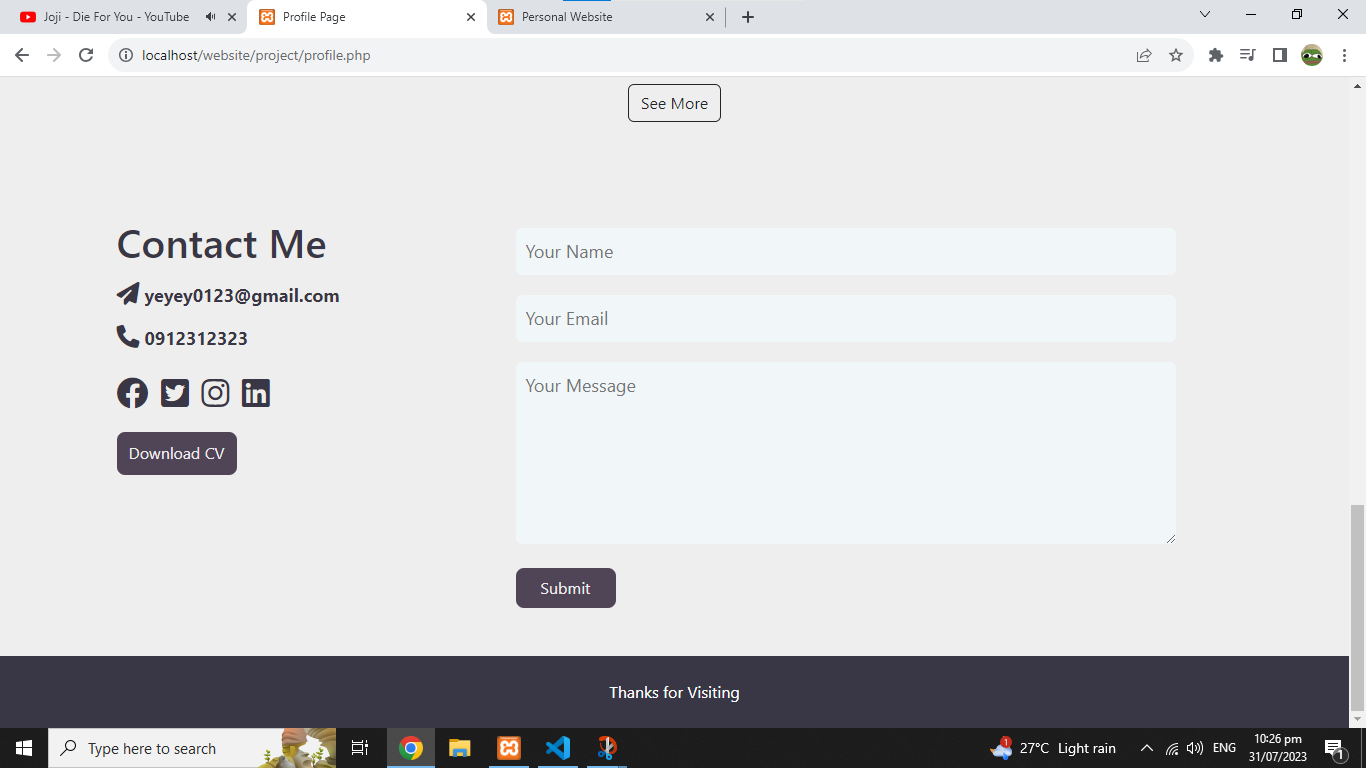 Joji - Die For You - YouTube
Profile Page
Personal Website
localhost/website/project/profile.php
See More
Contact Me
yeyey0123@gmail.com
0912312323
Download CV
Your Name
Your Email
Your Message
Submit
Thanks for Visiting
Type here to search
1
27°C Light rain
ENG
10:26 pm
31/07/2023
1